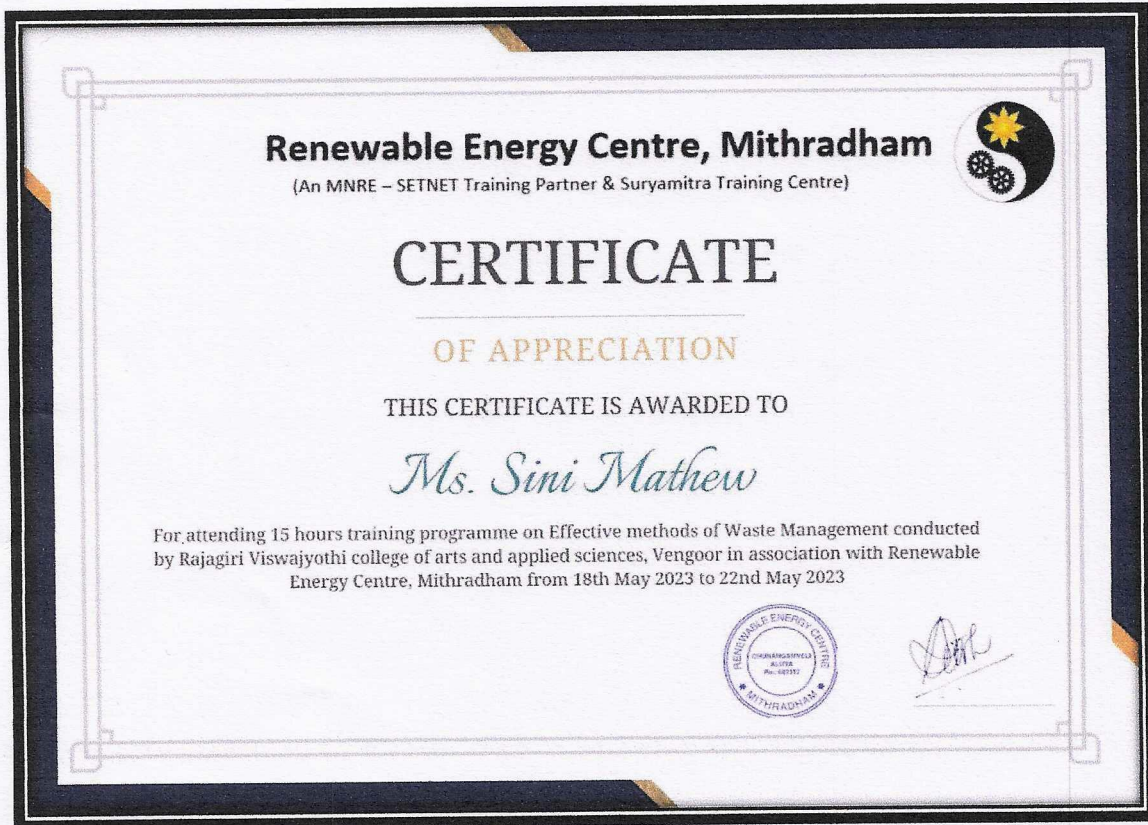 Renewable Energy Centre, Mithradham
(An MNRE – SETNET Training Partner & Suryamitra Training Centre)
CERTIFICATE
OF APPRECIATION
THIS CERTIFICATE IS AWARDED TO
Ms. Sini Mathew
For attending 15 hours training programme on Effective methods of Waste Management conducted
by Rajagiri Viswajyothi college of arts and applied sciences, Vengoor in association with Renewable
Energy Centre, Mithradham from 18th May 2023 to 22nd May 2023
RENEWABLE ENERGY CENTRE
MITHRADHAM